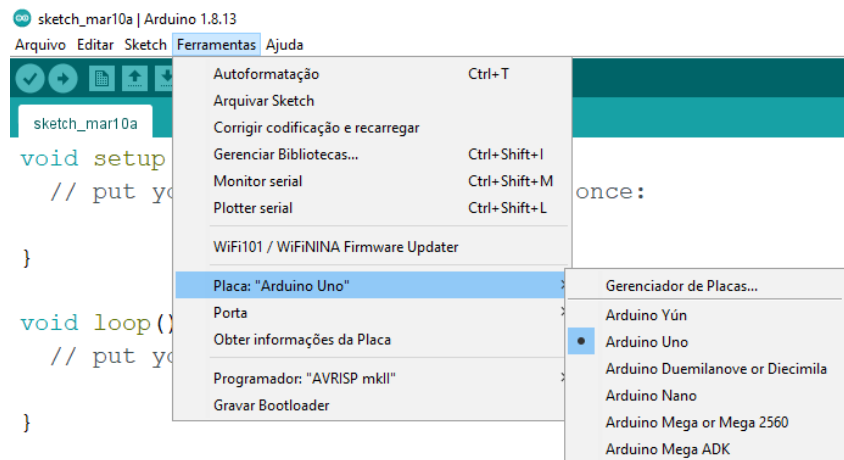 sketch_mar10a | Arduino 1.8.13
Arquivo Editar Sketch Ferramentas Ajuda
sketch_mar10a
Autoformatação Ctrl+T
Arquivar Sketch
Corrigir codificação e recarregar
Gerenciar Bibliotecas... Ctrl+Shift+I
Monitor serial Ctrl+Shift+M
Plotter serial Ctrl+Shift+L
WiFi101 / WiFiNINA Firmware Updater
Placa: "Arduino Uno"
Porta
Obter informações da Placa
Programador: "AVRISP mkII"
Gravar Bootloader
Gerenciador de Placas...
Arduino Yún
Arduino Uno
Arduino Duemilanove or Diecimila
Arduino Nano
Arduino Mega or Mega 2560
Arduino Mega ADK
void setup
// put once:
}
void loop()
// put
}